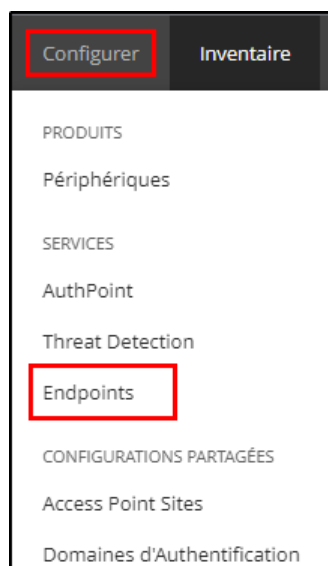 Configurer Inventaire
PRODUITS
Périphériques
SERVICES
AuthPoint
Threat Detection
Endpoints
CONFIGURATIONS PARTAGÉES
Access Point Sites
Domaines d'Authentification